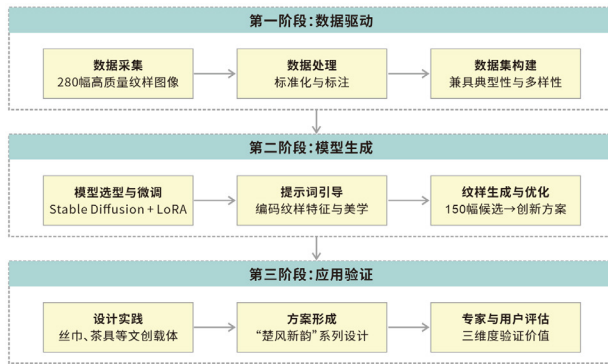 第一阶段:数据驱动
数据采集
280幅高质量纹样图像
数据处理
标准化与标注
数据集构建
兼具典型性与多样性
第二阶段:模型生成
模型选型与微调
Stable Diffusion + LoRA
提示词引导
编码纹样特征与美学
纹样生成与优化
150幅候选→创新方案
第三阶段:应用验证
设计实践
丝巾、茶具等文创载体
方案形成
“楚风新韵”系列设计
专家与用户评估
三维度验证价值